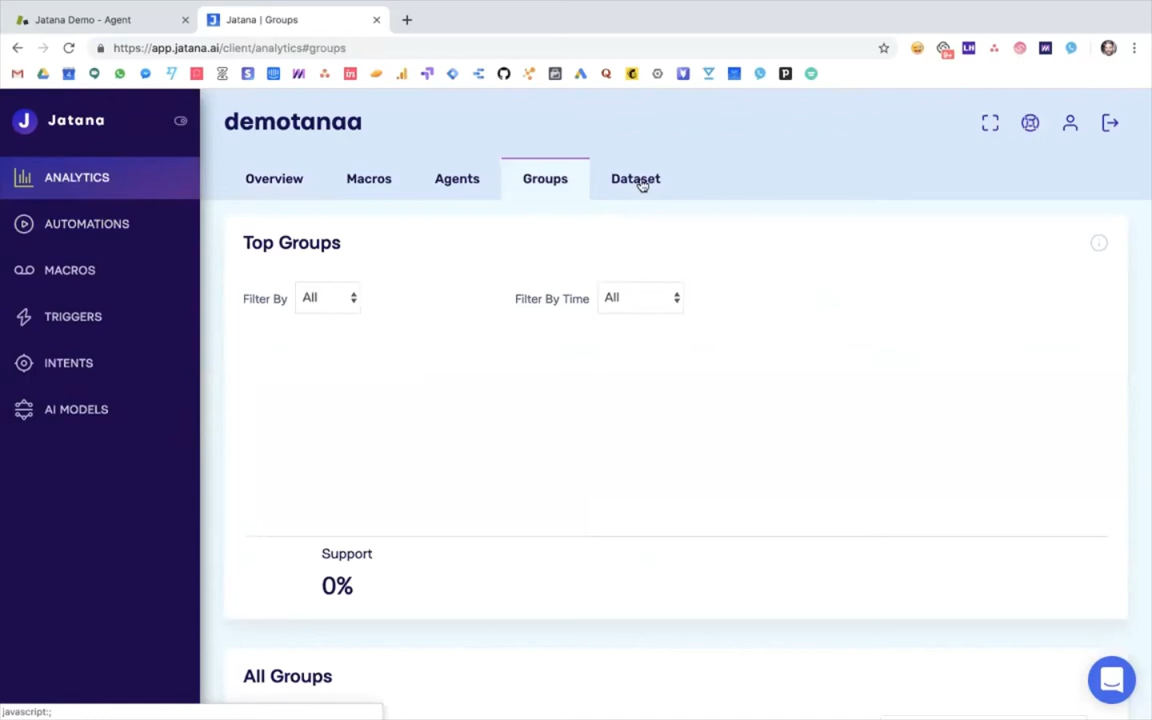 Jatana Demo - Agent
Jatana | Groups
https://app.jatana.ai/client/analytics#groups
Jatana
demotanaa
Overview
Macros
Agents
Groups
Dataset
ANALYTICS
AUTOMATIONS
MACROS
TRIGGERS
INTENTS
AI MODELS
Top Groups
Filter By
All
Filter By Time
All
Support
0%
All Groups
javascript:;